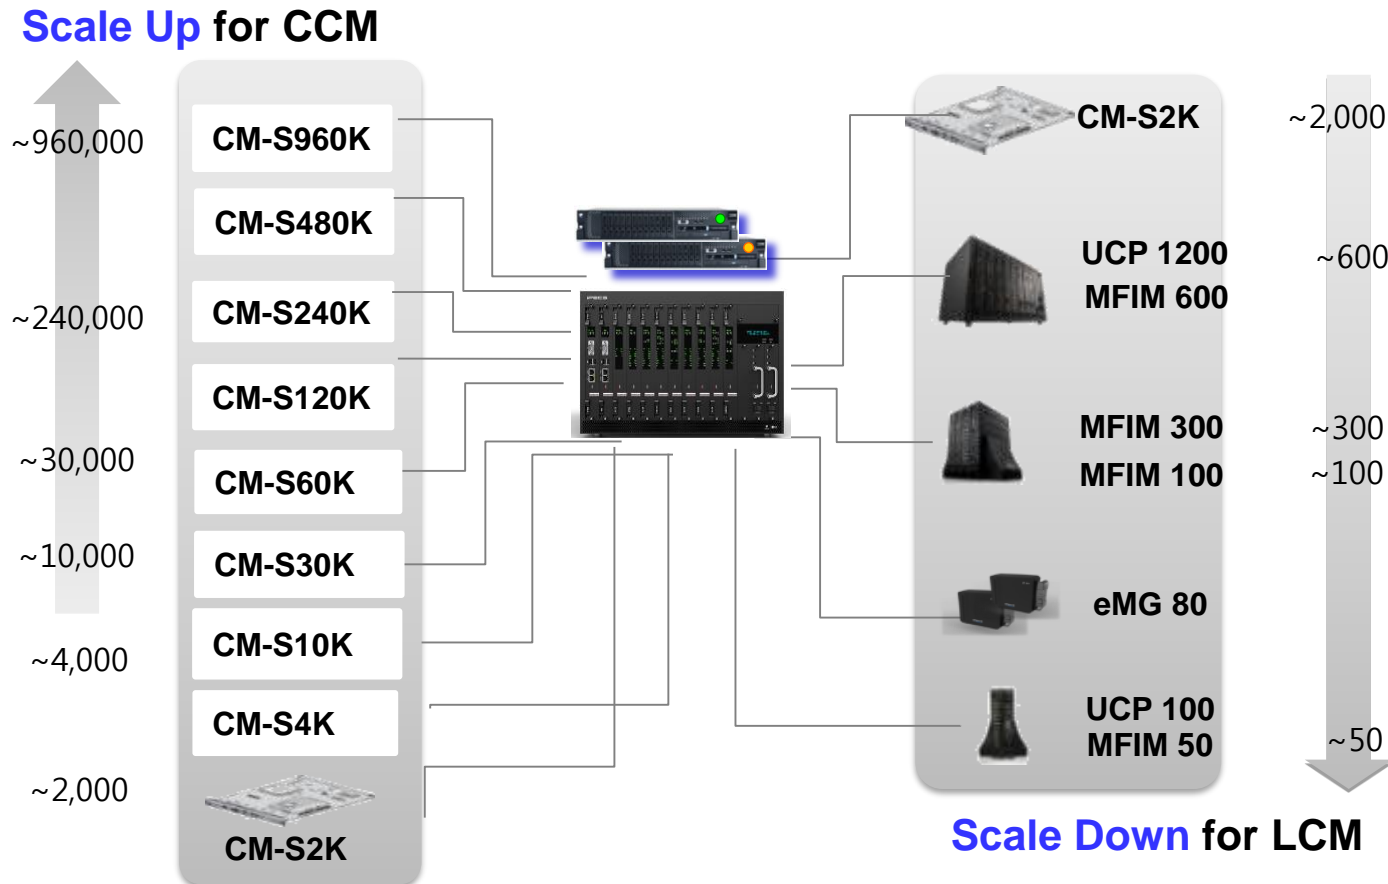 Scale Up for CCM
~960,000
~240,000
~30,000
~10,000
~4,000
~2,000
CM-S960K
CM-S480K
CM-S240K
CM-S120K
CM-S60K
CM-S30K
CM-S10K
CM-S4K
CM-S2K
CM-S2K
UCP 1200
MFIM 600
MFIM 300
MFIM 100
eMG 80
UCP 100
MFIM 50
~2,000
~600
~300
~100
~50
Scale Down for LCM